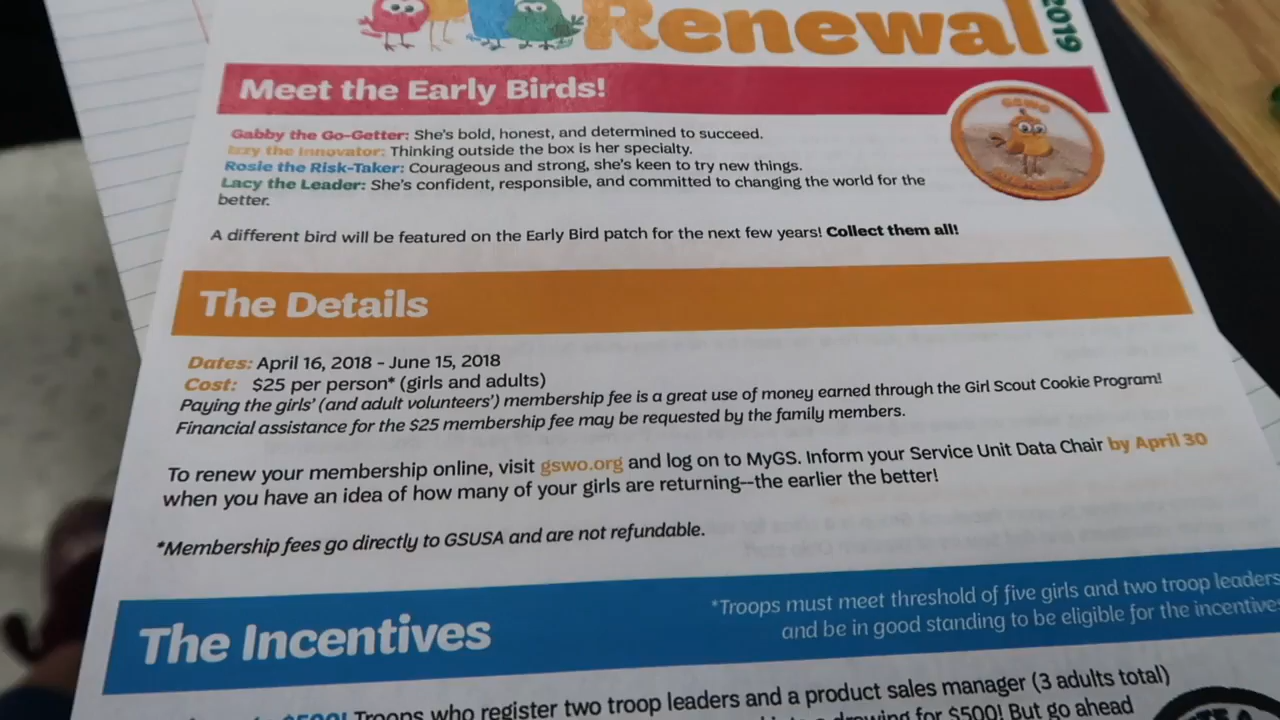 Renewal
2019
Meet the Early Birds!
Gabby the Go-Getter: She's bold, honest, and determined to succeed.
Izzy the Innovator: Thinking outside the box is her specialty.
Rosie the Risk-Taker: Courageous and strong, she's keen to try new things.
Lacy the Leader: She's confident, responsible, and committed to changing the world for the
better.
GSWO
A different bird will be featured on the Early Bird patch for the next few years! Collect them all!
The Details
Dates: April 16, 2018 - June 15, 2018
Cost: $25 per person* (girls and adults)
Paying the girls' (and adult volunteers') membership fee is a great use of money earned through the Girl Scout Cookie Program!
Financial assistance for the $25 membership fee may be requested by the family members.
To renew your membership online, visit gswo.org and log on to MyGS. Inform your Service Unit Data Chair by April 30
when you have an idea of how many of your girls are returning--the earlier the better!
*Membership fees go directly to GSUSA and are not refundable.
The Incentives
*Troops must meet threshold of five girls and two troop leaders
and be in good standing to be eligible for the incentive
$500! Troops who register two troop leaders and a product sales manager (3 adults total)
drawing for $500! But go ahead